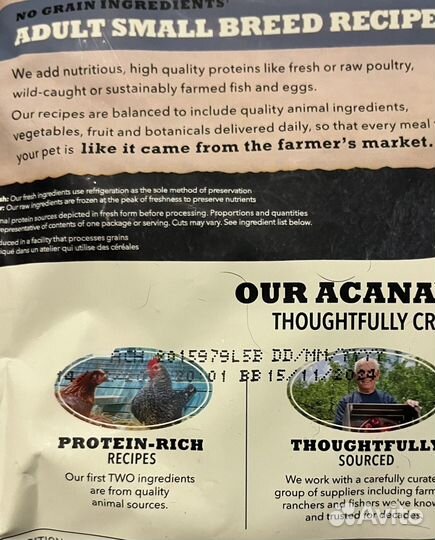 NO GRAIN INGREDIENTS
ADULT SMALL BREED RECIPE
We add nutritious, high quality proteins like fresh or raw poultry,
wild-caught or sustainably farmed fish and eggs.
Our recipes are balanced to include quality animal ingredients,
vegetables, fruit and botanicals delivered daily, so that every meal
your pet is like it came from the farmer's market.
Our fresh ingredients use refrigeration as the sole method of preservation
Our raw ingredients are frozen at the peak of freshness to preserve nutrients
protein sources depicted in fresh form before processing. Proportions and quantities
representative of contents of one package or serving. Cuts may vary. See ingredient list below.
in a facility that processes grains
dans un atelier qui utilise des céréales
OUR ACANA
THOUGHTFULLY CR
DD/MM/YYYY
14 01 BB 15/11/2024
PROTEIN-RICH
RECIPES
Our first TWO ingredients
are from quality
animal sources.
THOUGHTFULLY
SOURCED
We work with a carefully curate
group of suppliers including farm
ranchers and fishers we've know
and trusted for decades.
Avito